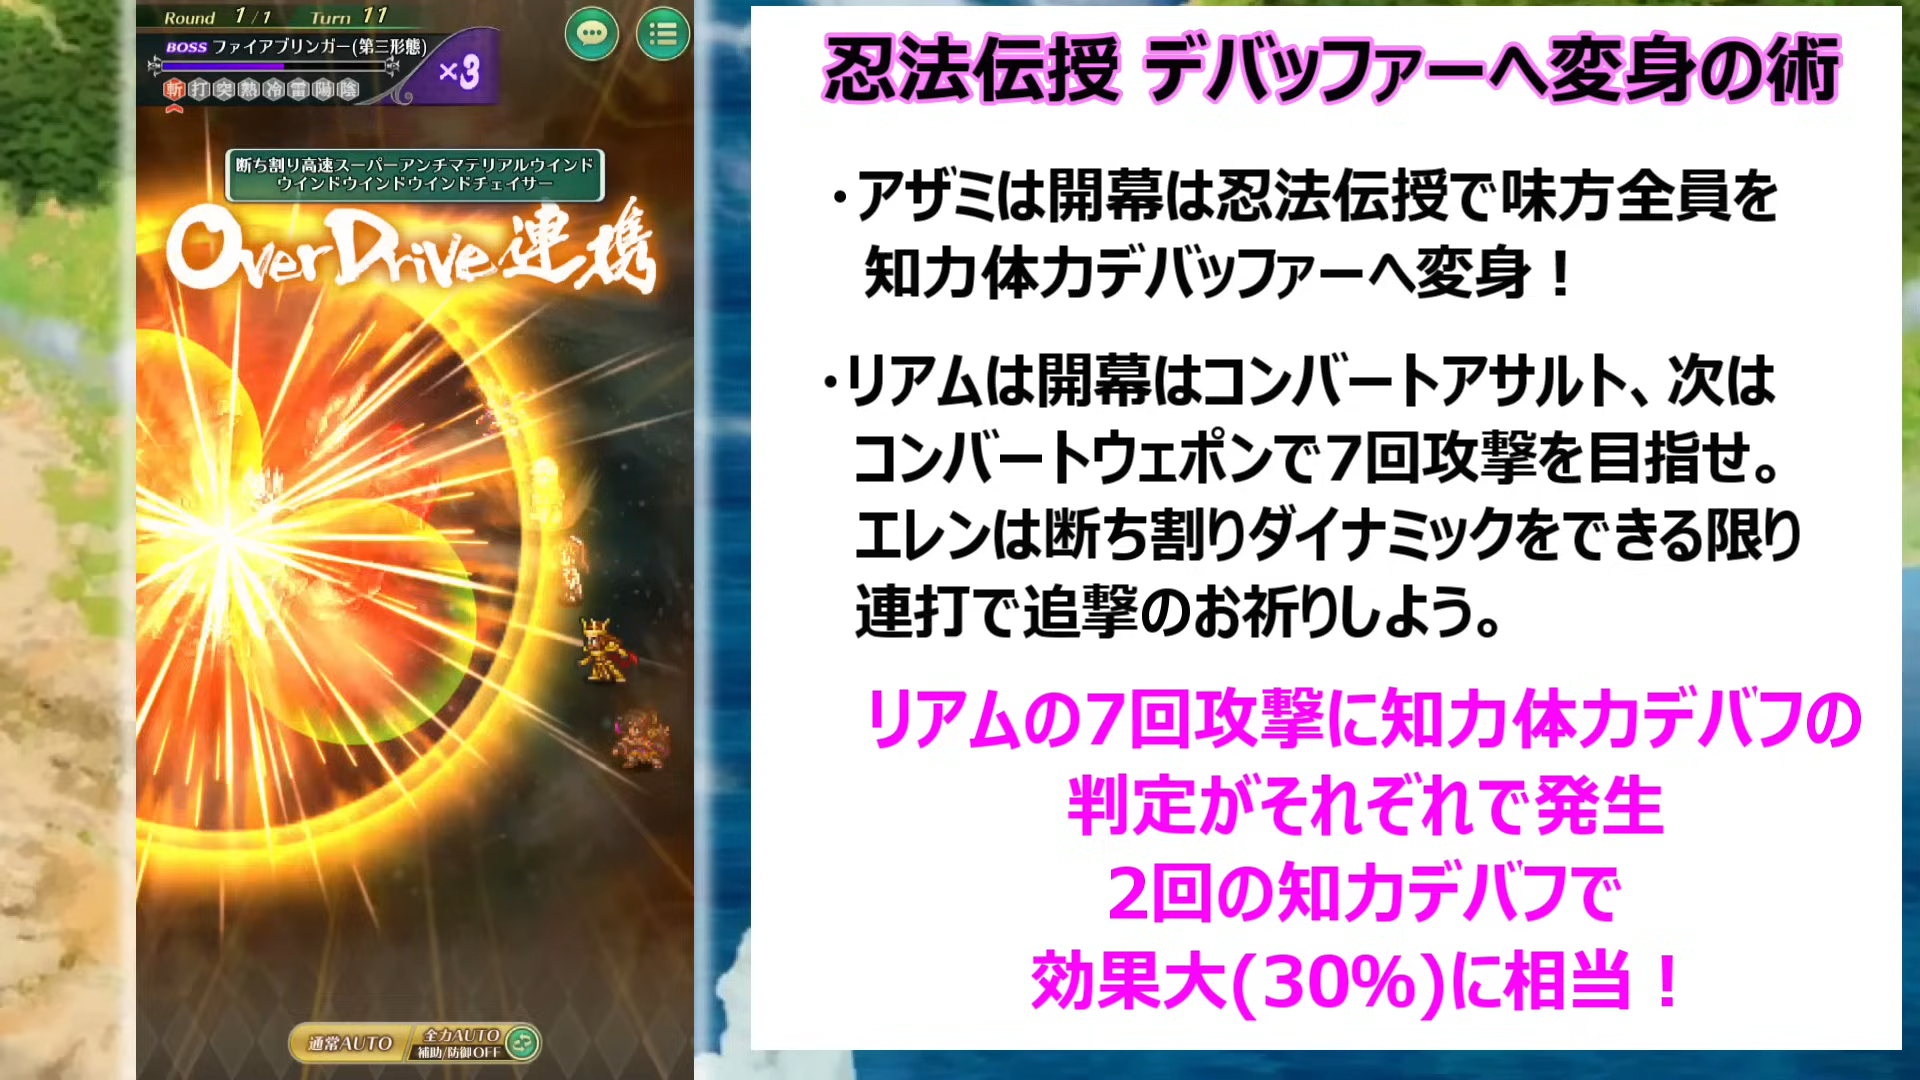 Round 1/1 Turn 11
BOSS ファイアブリンガー(第三形態)
×3
斬打突熱冷雷陽陰
断ち割り高速スーパーアンチマテリアルウインド
ウインドウインドウインドチェイサー
OverDrive連携
通常AUTO
全力AUTO
補助/防御OFF
忍法伝授 デバッファーへ変身の術
・アザミは開幕は忍法伝授で味方全員を
知力体力デバッファーへ変身！
・リアムは開幕はコンバートアサルト、次は
コンバートウェポンで7回攻撃を目指せ。
エレンは断ち割りダイナミックをできる限り
連打で追撃のお祈りしよう。
リアムの7回攻撃に知力体力デバフの
判定がそれぞれで発生
2回の知力デバフで
効果大(30%)に相当！